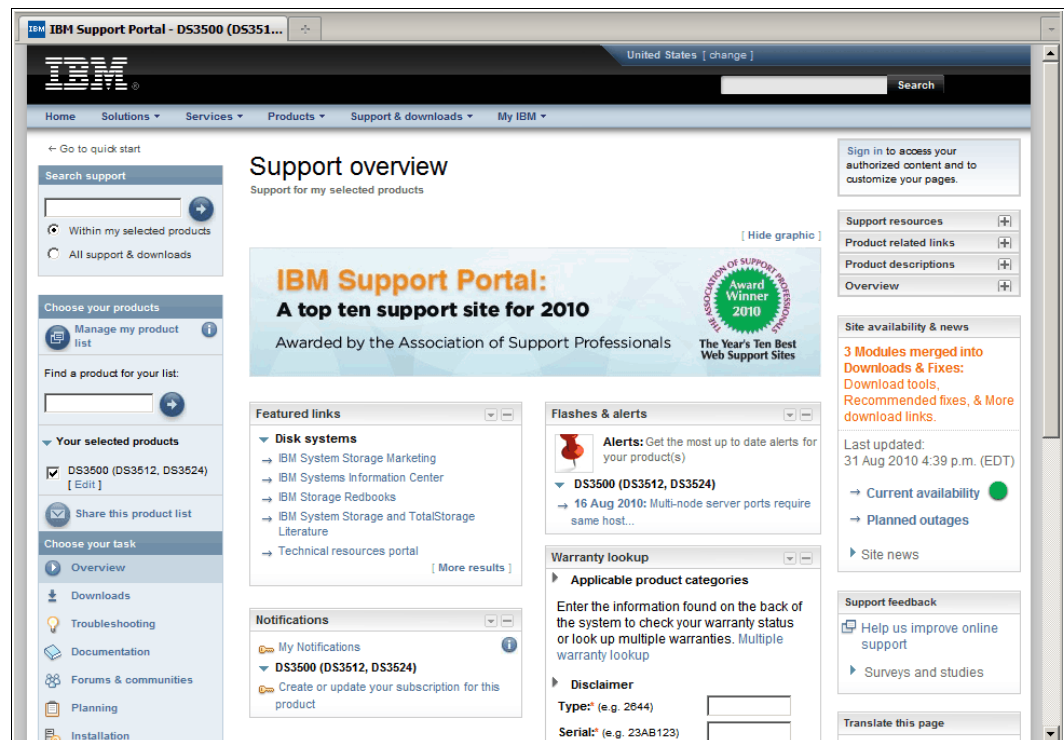 IBM IBM Support Portal - DS3500 (DS351...
United States [ change ]
IBM ®
Search
Home Solutions Services Products Support & downloads My IBM
← Go to quick start
Search support
Within my selected products
All support & downloads
Choose your products
Manage my product list
Find a product for your list:
Your selected products
DS3500 (DS3512, DS3524)
[ Edit ]
Share this product list
Choose your task
Overview
Downloads
Troubleshooting
Documentation
Forums & communities
Planning
Installation
Support overview
Support for my selected products
[ Hide graphic ]
IBM Support Portal:
A top ten support site for 2010
Awarded by the Association of Support Professionals
ASSOCIATION OF SUPPORT PROFESSIONALS
Award
Winner
2010
THE ASSOCIATION OF SUPPORT PROFESSIONALS
The Year's Ten Best
Web Support Sites
Featured links
Disk systems
→ IBM System Storage Marketing
→ IBM Systems Information Center
→ IBM Storage Redbooks
→ IBM System Storage and TotalStorage
Literature
→ Technical resources portal
[ More results ]
Notifications
My Notifications
DS3500 (DS3512, DS3524)
Create or update your subscription for this
product
Flashes & alerts
Alerts: Get the most up to date alerts for
your product(s)
DS3500 (DS3512, DS3524)
→ 16 Aug 2010: Multi-node server ports require
same host...
Warranty lookup
Applicable product categories
Enter the information found on the back of
the system to check your warranty status
or look up multiple warranties. Multiple
warranty lookup
Disclaimer
Type:* (e.g. 2644)
Serial:* (e.g. 23AB123)
Sign in to access your
authorized content and to
customize your pages.
Support resources
Product related links
Product descriptions
Overview
Site availability & news
3 Modules merged into
Downloads & Fixes:
Download tools,
Recommended fixes, & More
download links.
Last updated:
31 Aug 2010 4:39 p.m. (EDT)
→ Current availability
→ Planned outages
Site news
Support feedback
Help us improve online
support
Surveys and studies
Translate this page